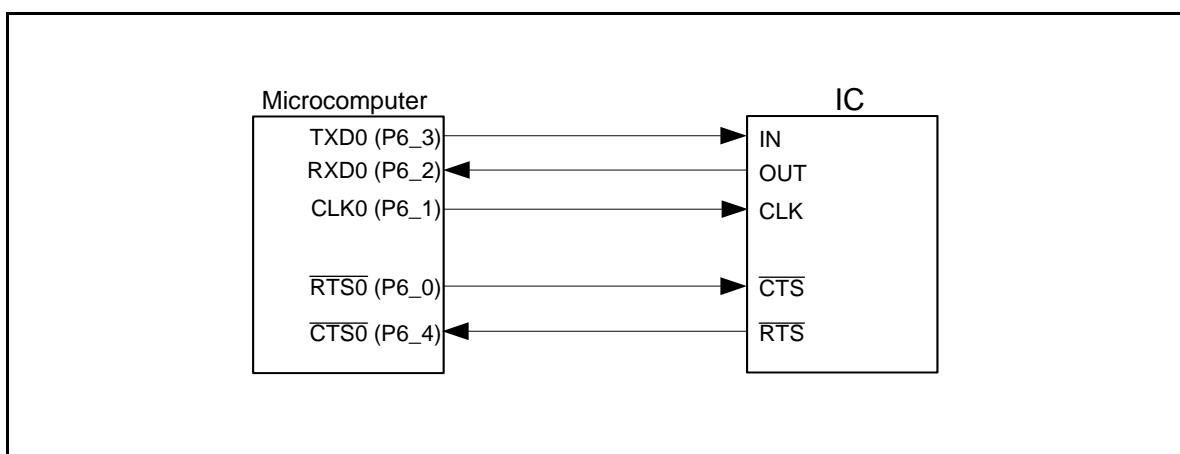 Microcomputer
IC
TXD0 (P6_3)
IN
RXD0 (P6_2)
OUT
CLK0 (P6_1)
CLK
RTS0 (P6_0)
CTS
CTS0 (P6_4)
RTS